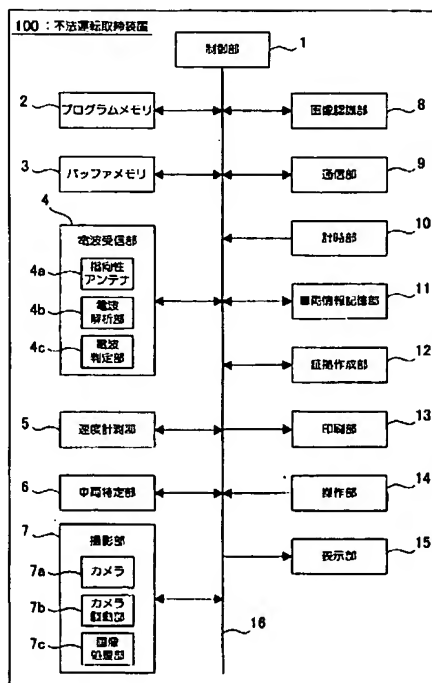 100：不法運転取締装置
制御部
1
2
プログラムメモリ
3
バッファメモリ
4
電波受信部
4a
指向性
アンテナ
4b
電波
解析部
4c
電波
判定部
5
速度計測部
6
車両特定部
7
撮影部
7a
カメラ
7b
カメラ
駆動部
7c
画像
処理部
画像認識部
8
通信部
9
計時部
10
車両情報記憶部
11
証拠作成部
12
印刷部
13
操作部
14
表示部
15
16